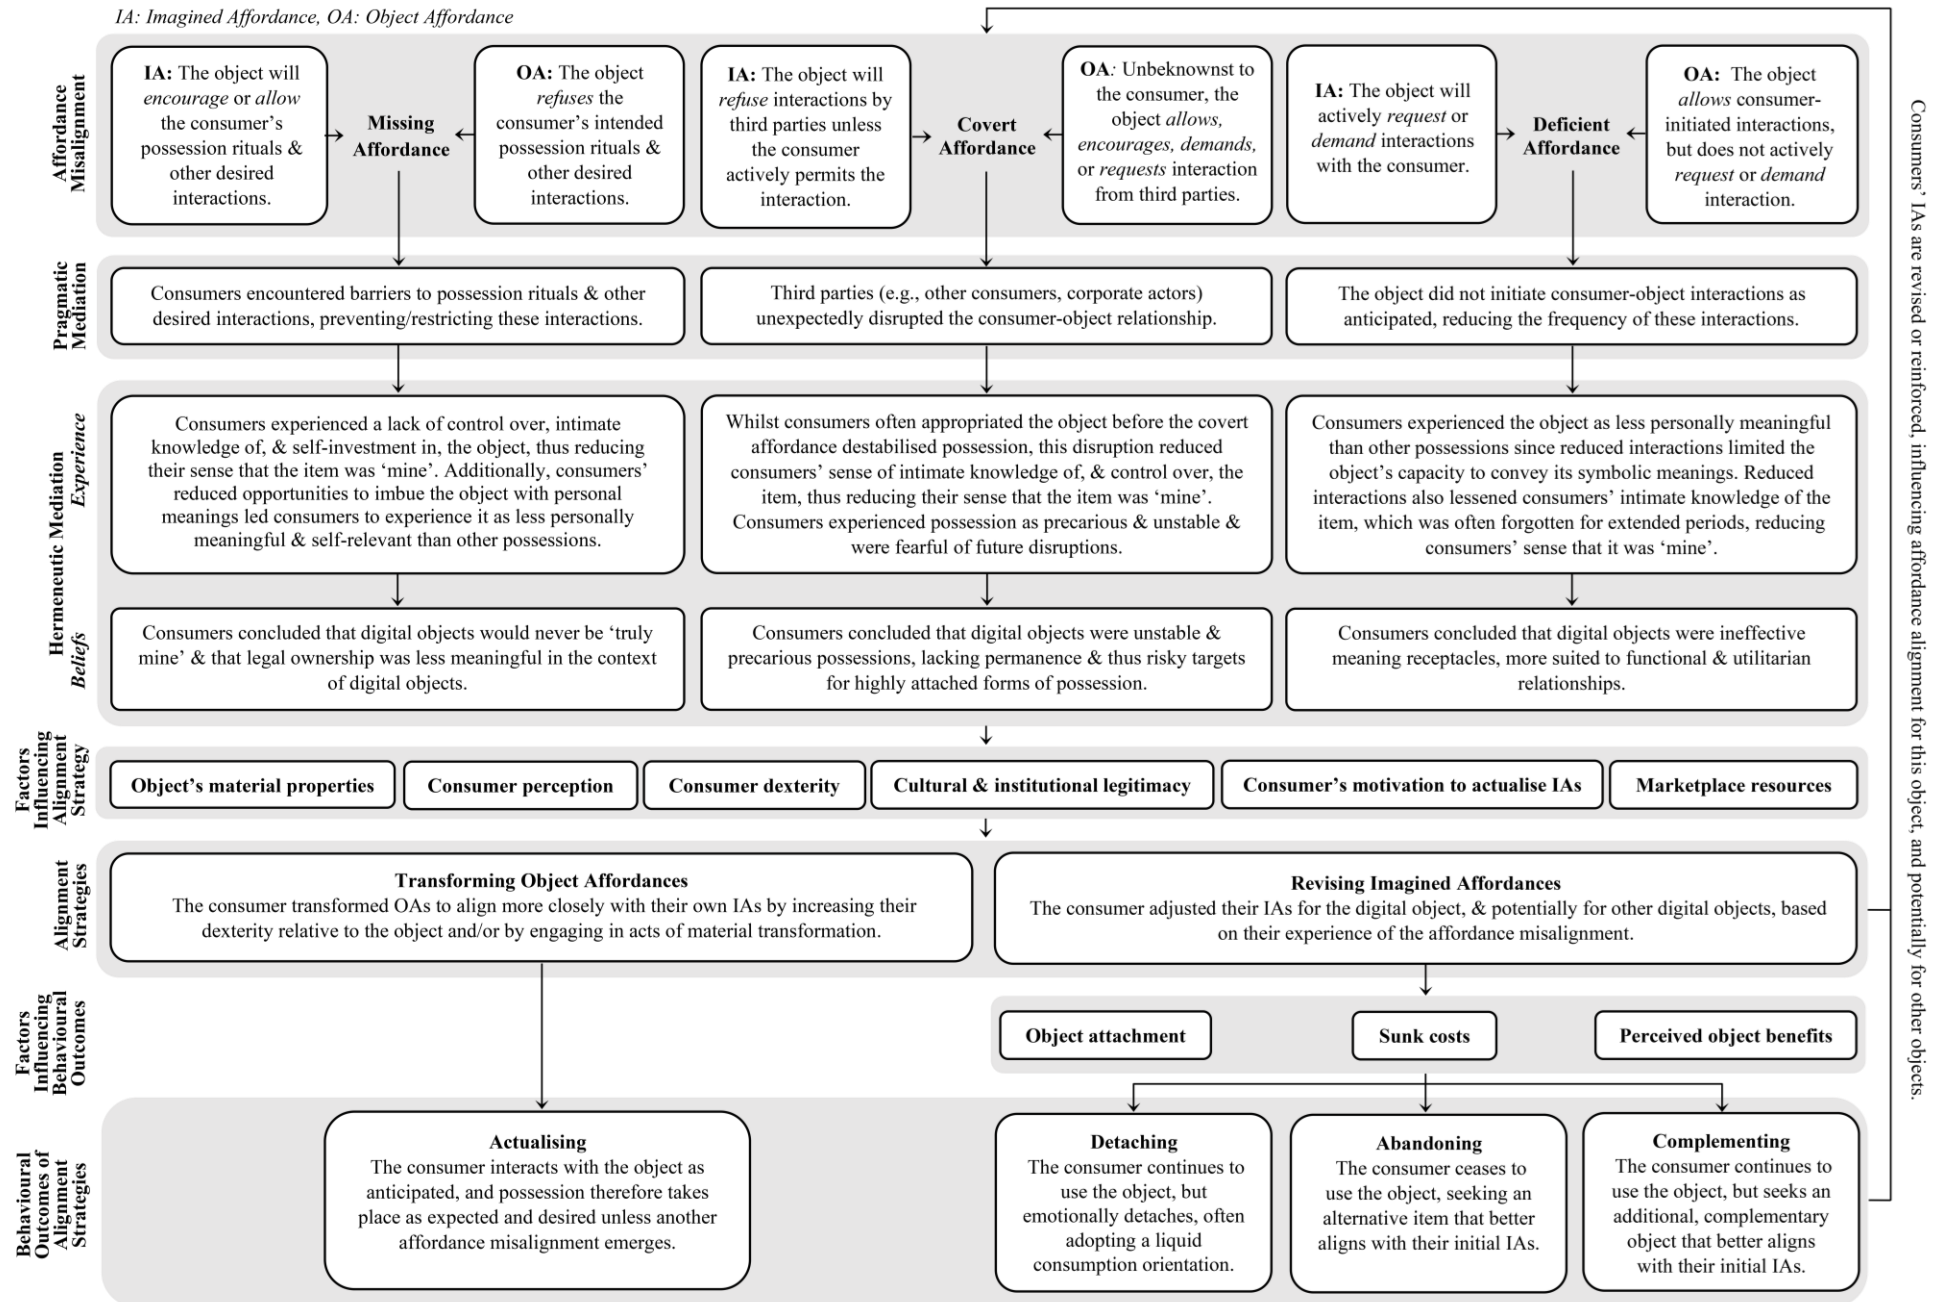 IA: Imagined Affordance, OA: Object Affordance
Affordance
Misalignment
IA: The object will
encourage or allow
the consumer's
possession rituals &
other desired
interactions.
Missing
Affordance
OA: The object
refuses the
consumer's intended
possession rituals &
other desired
interactions.
IA: The object will
refuse interactions by
third parties unless
the consumer
actively permits the
interaction.
Covert
Affordance
OA: Unbeknownst to
the consumer, the
object allows,
encourages, demands,
or requests interaction
from third parties.
IA: The object will
actively request or
demand interactions
with the consumer.
Deficient
Affordance
OA: The object
allows consumer-
initiated interactions,
but does not actively
request or demand
interaction.
Pragmatic
Mediation
Consumers encountered barriers to possession rituals & other
desired interactions, preventing/restricting these interactions.
Third parties (e.g., other consumers, corporate actors)
unexpectedly disrupted the consumer-object relationship.
The object did not initiate consumer-object interactions as
anticipated, reducing the frequency of these interactions.
Hermeneutic Mediation
Experience
Consumers experienced a lack of control over, intimate
knowledge of, & self-investment in, the object, thus reducing
their sense that the item was ‘mine’. Additionally, consumers’
reduced opportunities to imbue the object with personal
meanings led consumers to experience it as less personally
meaningful & self-relevant than other possessions.
Whilst consumers often appropriated the object before the covert
affordance destabilised possession, this disruption reduced
consumers’ sense of intimate knowledge of, & control over, the
item, thus reducing their sense that the item was ‘mine’.
Consumers experienced possession as precarious & unstable &
were fearful of future disruptions.
Consumers experienced the object as less personally meaningful
than other possessions since reduced interactions limited the
object’s capacity to convey its symbolic meanings. Reduced
interactions also lessened consumers’ intimate knowledge of the
item, which was often forgotten for extended periods, reducing
consumers’ sense that it was ‘mine’.
Beliefs
Consumers concluded that digital objects would never be ‘truly
mine’ & that legal ownership was less meaningful in the context
of digital objects.
Consumers concluded that digital objects were unstable &
precarious possessions, lacking permanence & thus risky targets
for highly attached forms of possession.
Consumers concluded that digital objects were ineffective
meaning receptacles, more suited to functional & utilitarian
relationships.
Factors
Influencing
Alignment
Strategy
Object’s material properties
Consumer perception
Consumer dexterity
Cultural & institutional legitimacy
Consumer’s motivation to actualise IAs
Marketplace resources
Alignment
Strategies
Transforming Object Affordances
The consumer transformed OAs to align more closely with their own IAs by increasing their
dexterity relative to the object and/or by engaging in acts of material transformation.
Revising Imagined Affordances
The consumer adjusted their IAs for the digital object, & potentially for other digital objects, based
on their experience of the affordance misalignment.
Factors
Influencing
Behavioural
Outcomes
Object attachment
Sunk costs
Perceived object benefits
Behavioural
Outcomes of
Alignment
Strategies
Actualising
The consumer interacts with the object as
anticipated, and possession therefore takes
place as expected and desired unless another
affordance misalignment emerges.
Detaching
The consumer continues to
use the object, but
emotionally detaches, often
adopting a liquid
consumption orientation.
Abandoning
The consumer ceases to
use the object, seeking an
alternative item that better
aligns with their initial IAs.
Complementing
The consumer continues to
use the object, but seeks an
additional, complementary
object that better aligns
with their initial IAs.
Consumers’ IAs are revised or reinforced, influencing affordance alignment for this object, and potentially for other objects.